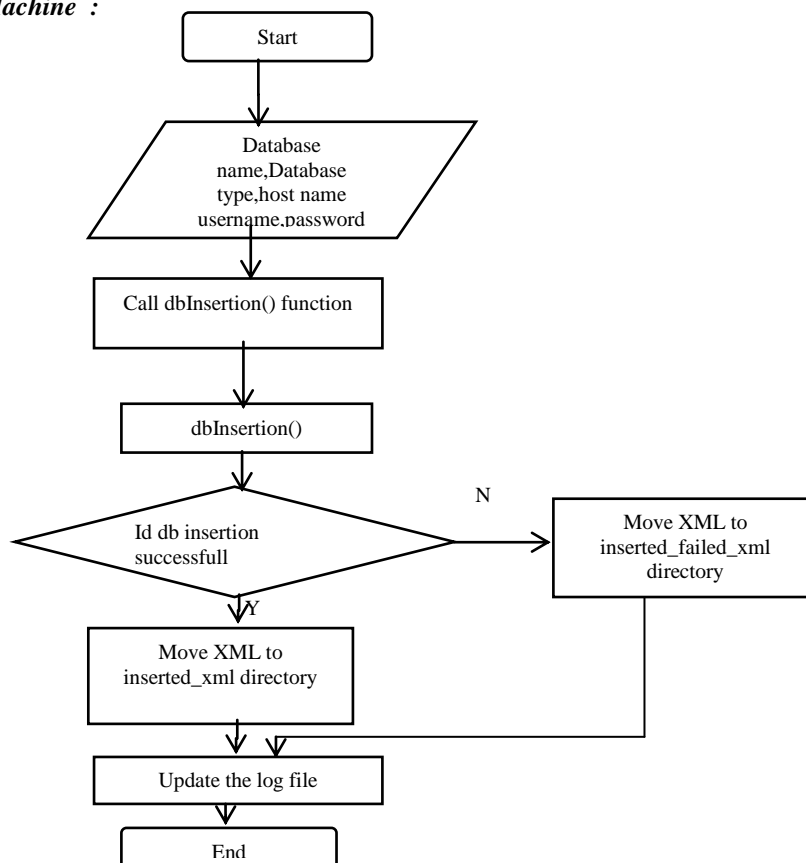 achine :
Start
Database
name,Database
type,host name
username,password
Call dbInsertion() function
dbInsertion()
Id db insertion
successfull
N
Move XML to
inserted_failed_xml
directory
Y
Move XML to
inserted_xml directory
Update the log file
End